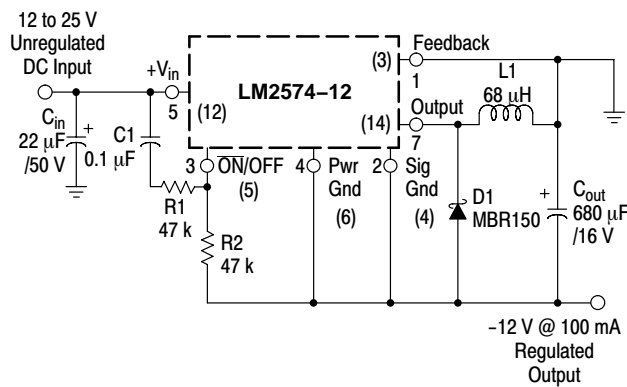 12 to 25 V
Unregulated
DC Input
+Vin
5
(12)
LM2574-12
(3)
Feedback
1
(14)
Output
7
L1
68 μH
Cin
22 μF
/50 V
+
C1
0.1
μF
3
ON/OFF
(5)
4
Pwr
Gnd
(6)
2
Sig
Gnd
(4)
R1
47 k
R2
47 k
D1
MBR150
+
Cout
680 μF
/16 V
–12 V @ 100 mA
Regulated
Output